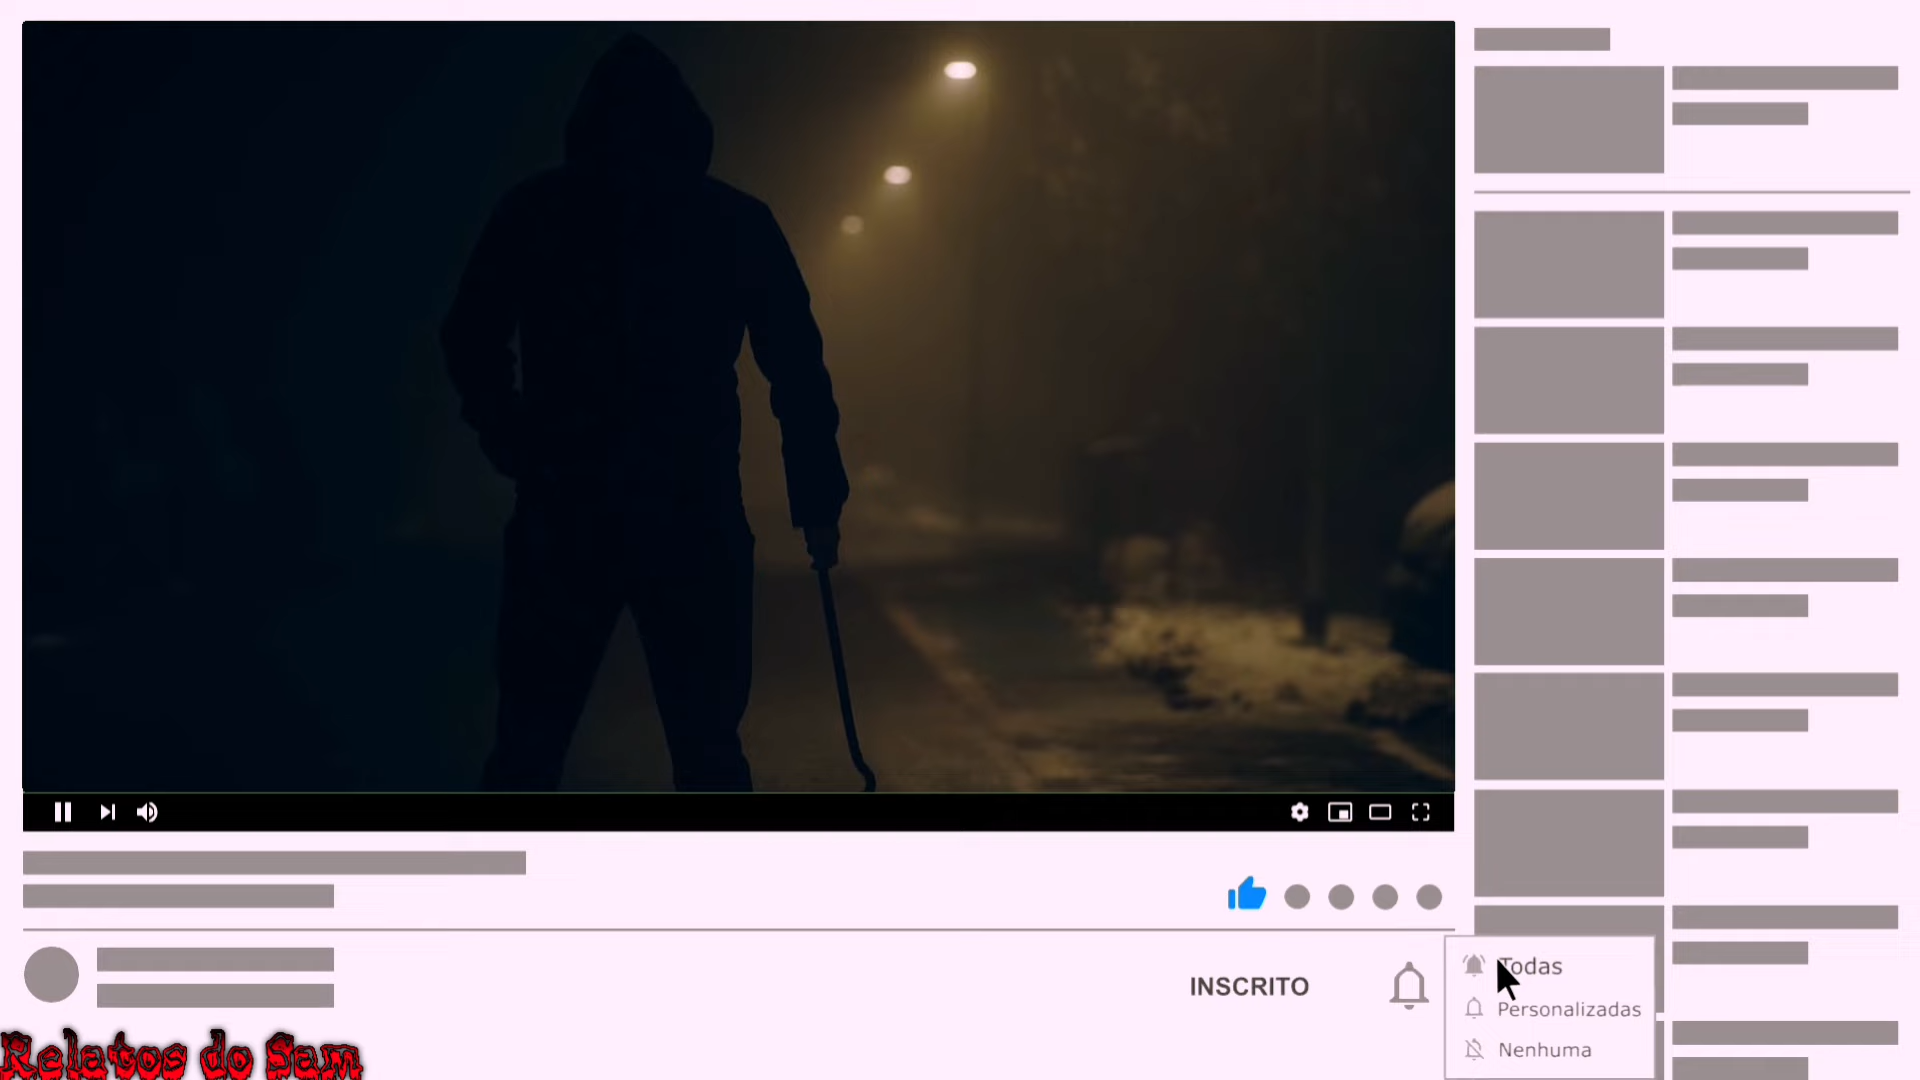 INSCRITO
Todas
Personalizadas
Nenhuma
Relatos do Sam